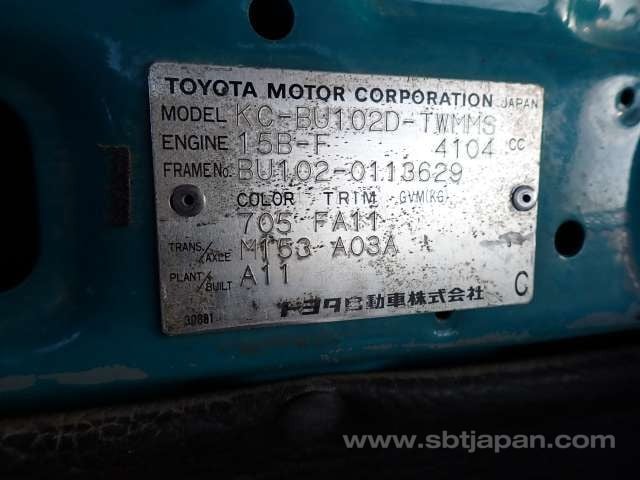 TOYOTA MOTOR CORPORATION JAPAN
MODEL KC-BU102D-TWMMS
ENGINE 15B-F 4104 CC
FRAME No. BU102-0113629
COLOR TRIM GVM(KG)
705 FA11
TRANS./AXLE M153 A03A
PLANT/BUILT A11
トヨタ自動車株式会社 C
30881
www.sbtjapan.com